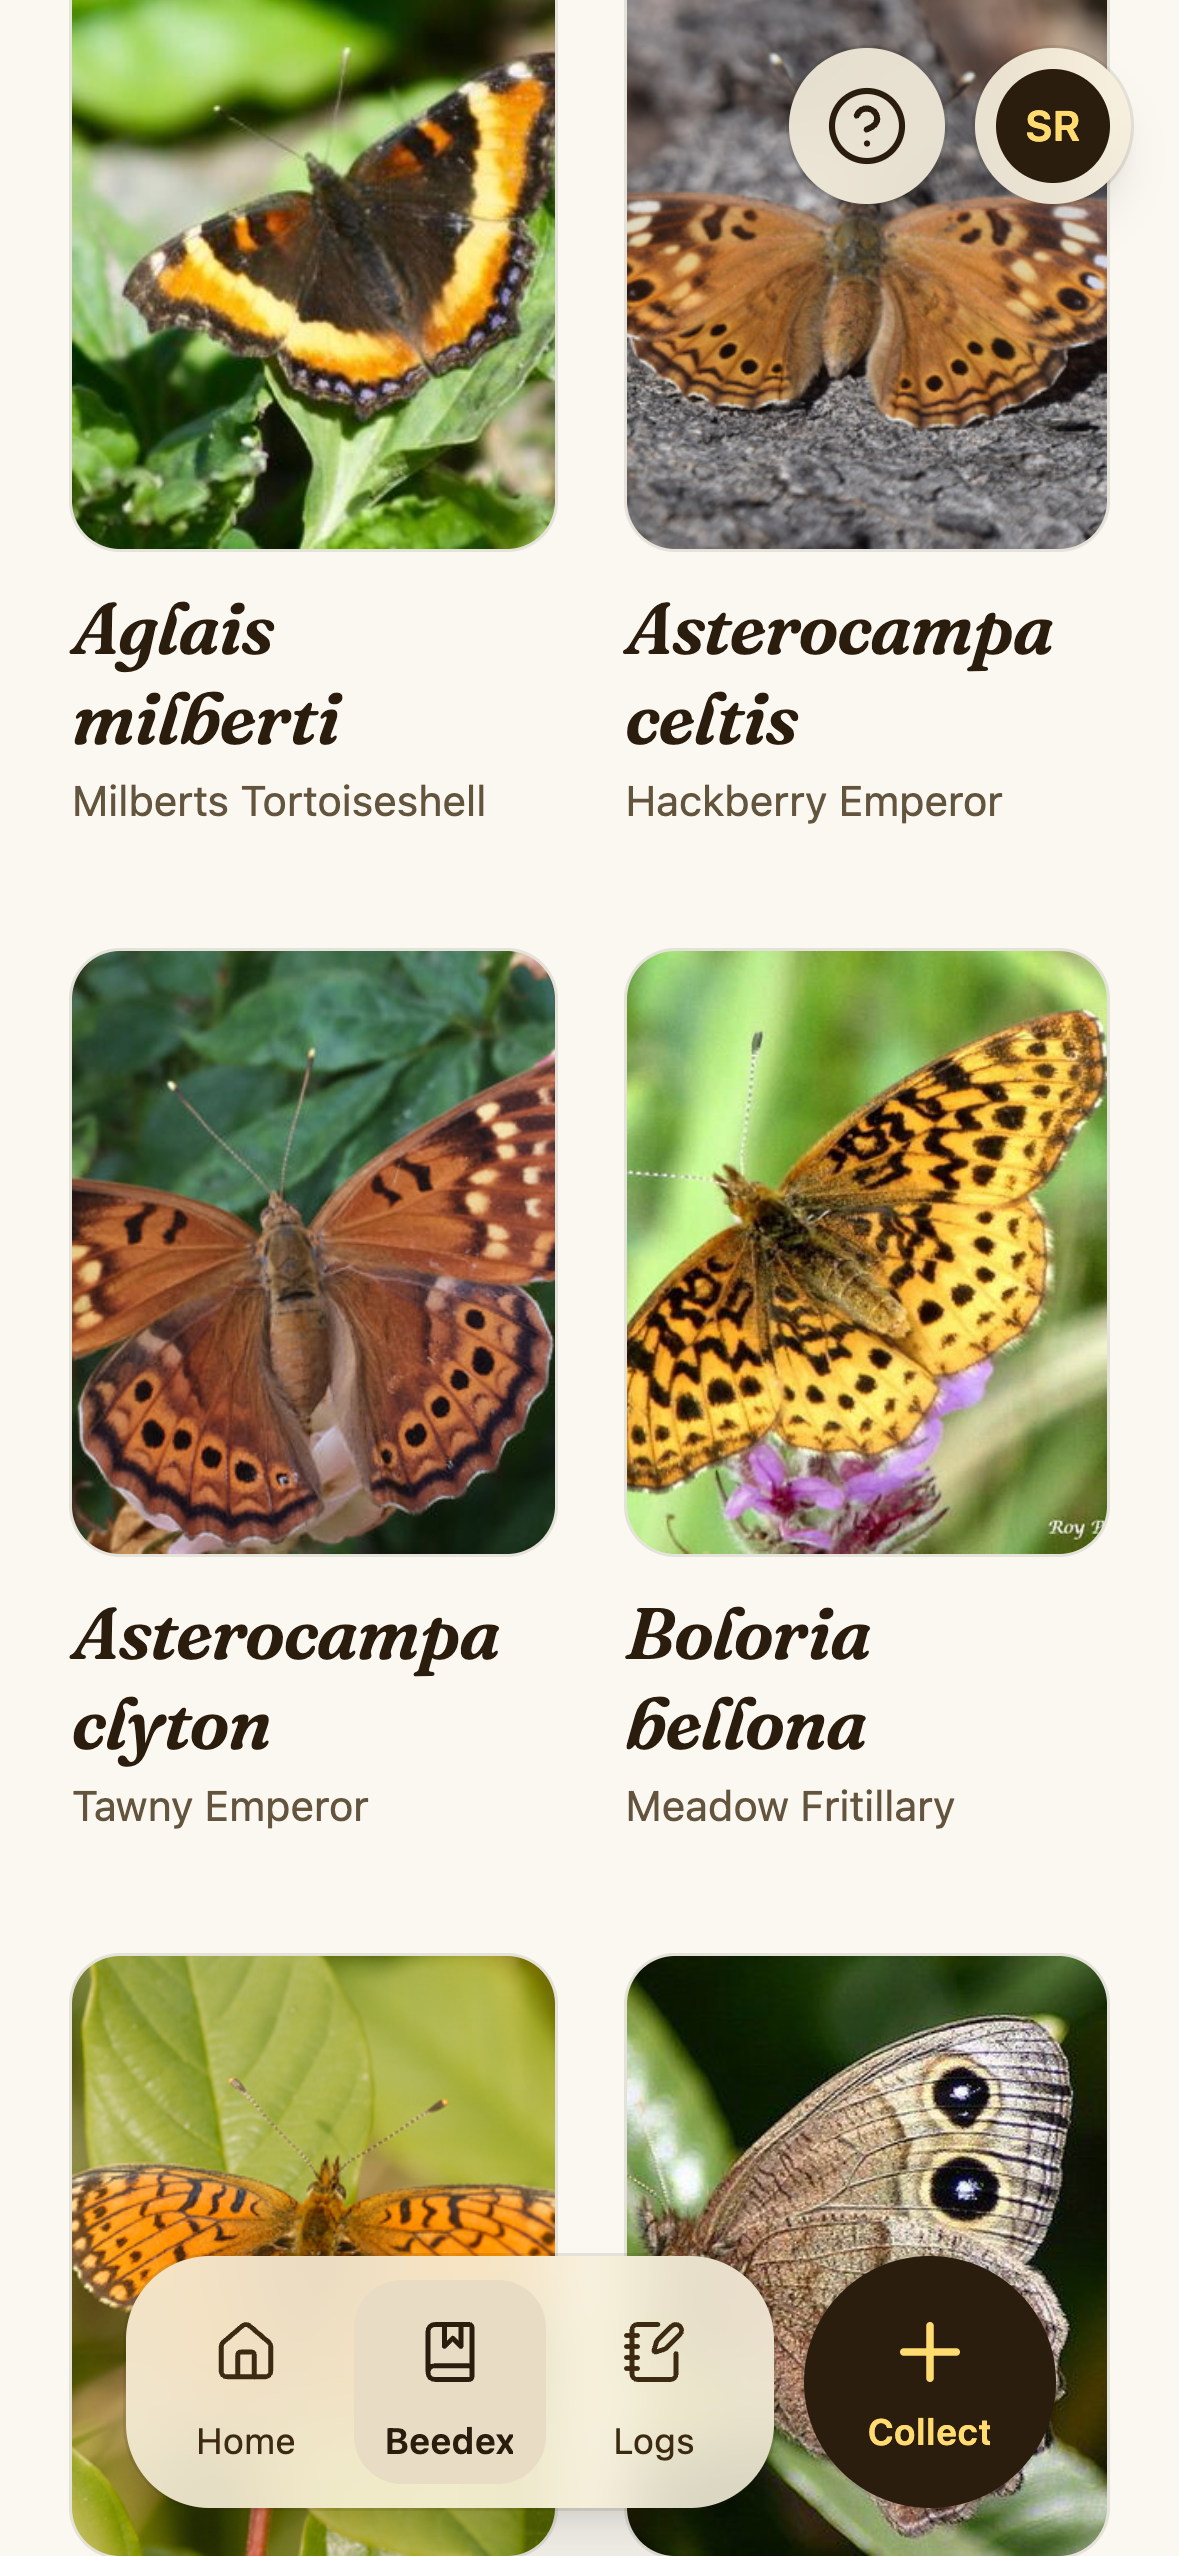 SR
Aglais
milberti
Milberts Tortoiseshell
Asterocampa
celtis
Hackberry Emperor
Asterocampa
clyton
Tawny Emperor
Roy
Boloria
bellona
Meadow Fritillary
Home
Beedex
Logs
Collect